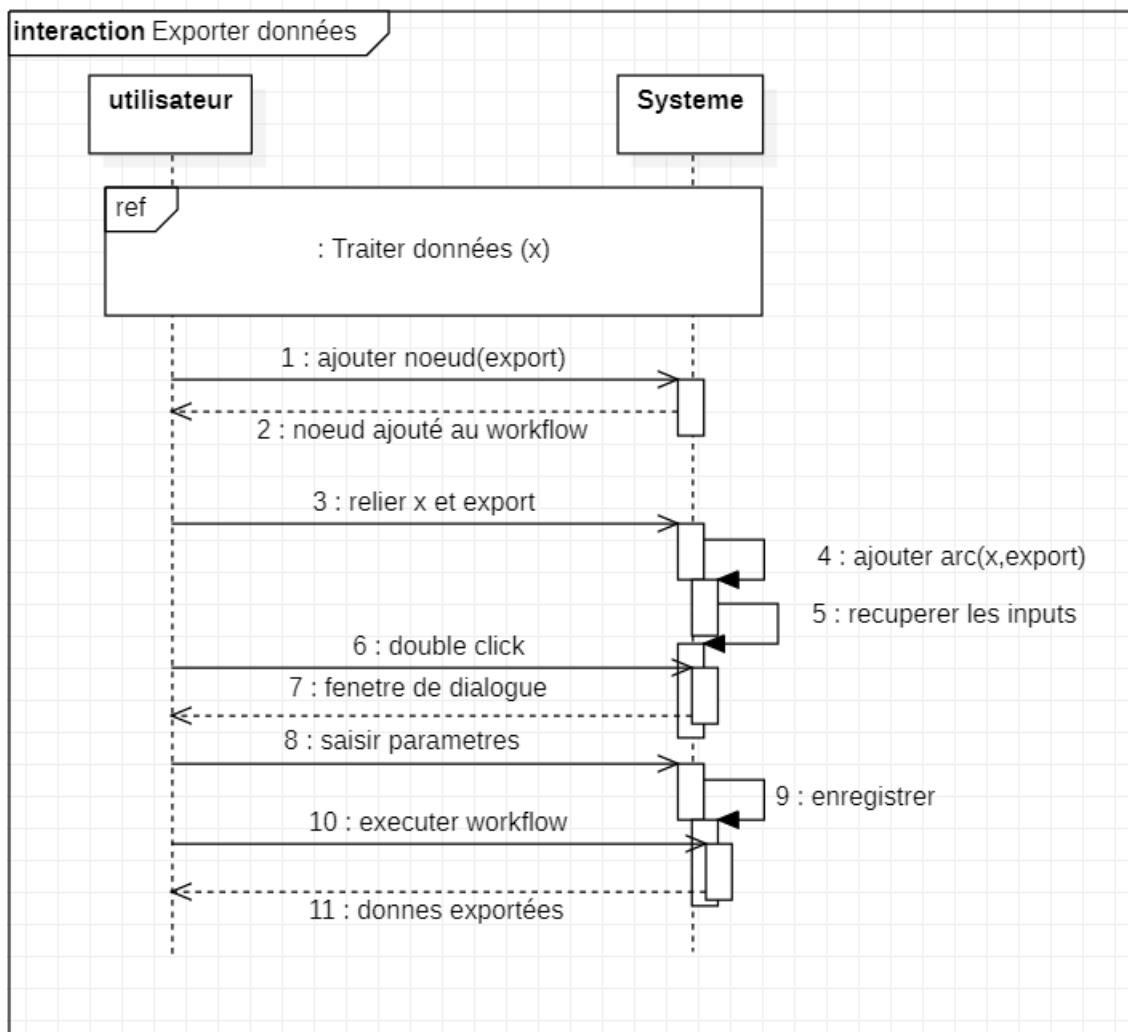 interaction Exporter données
utilisateur
Systeme
ref
: Traiter données (x)
1 : ajouter noeud(export)
2 : noeud ajouté au workflow
3 : relier x et export
4 : ajouter arc(x,export)
5 : recuperer les inputs
6 : double click
7 : fenetre de dialogue
8 : saisir parametres
9 : enregistrer
10 : executer workflow
11 : donnes exportées